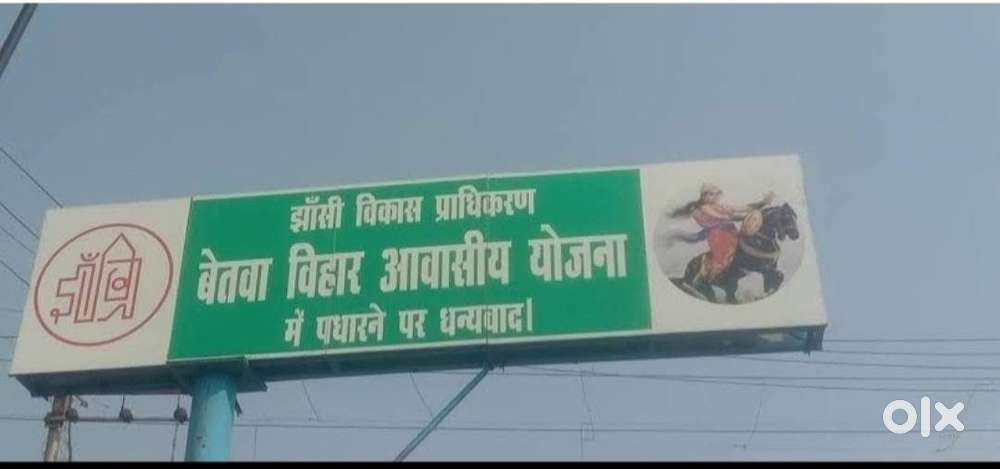 झाँसी विकास प्राधिकरण
बेतवा विहार आवासीय योजना
में पधारने पर धन्यवाद।
olx